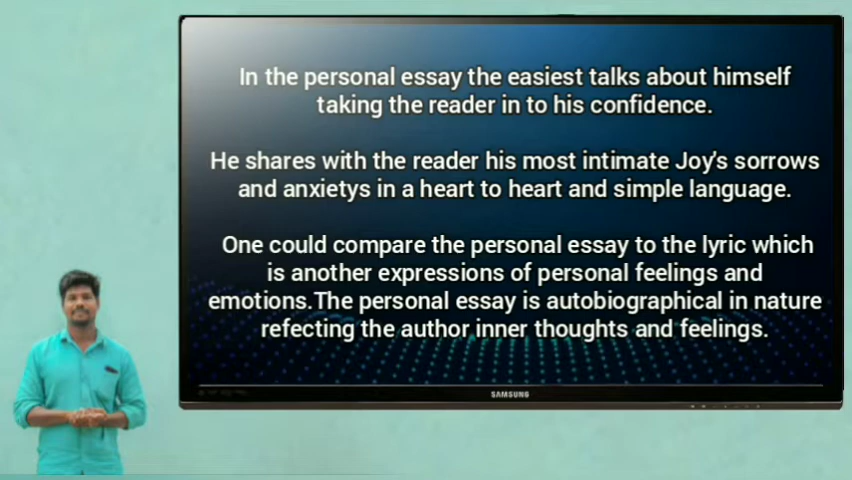 In the personal essay the easiest talks about himself
taking the reader in to his confidence.
He shares with the reader his most intimate Joy's sorrows
and anxietys in a heart to heart and simple language.
One could compare the personal essay to the lyric which
is another expressions of personal feelings and
emotions.The personal essay is autobiographical in nature
refecting the author inner thoughts and feelings.
SAMSUNG